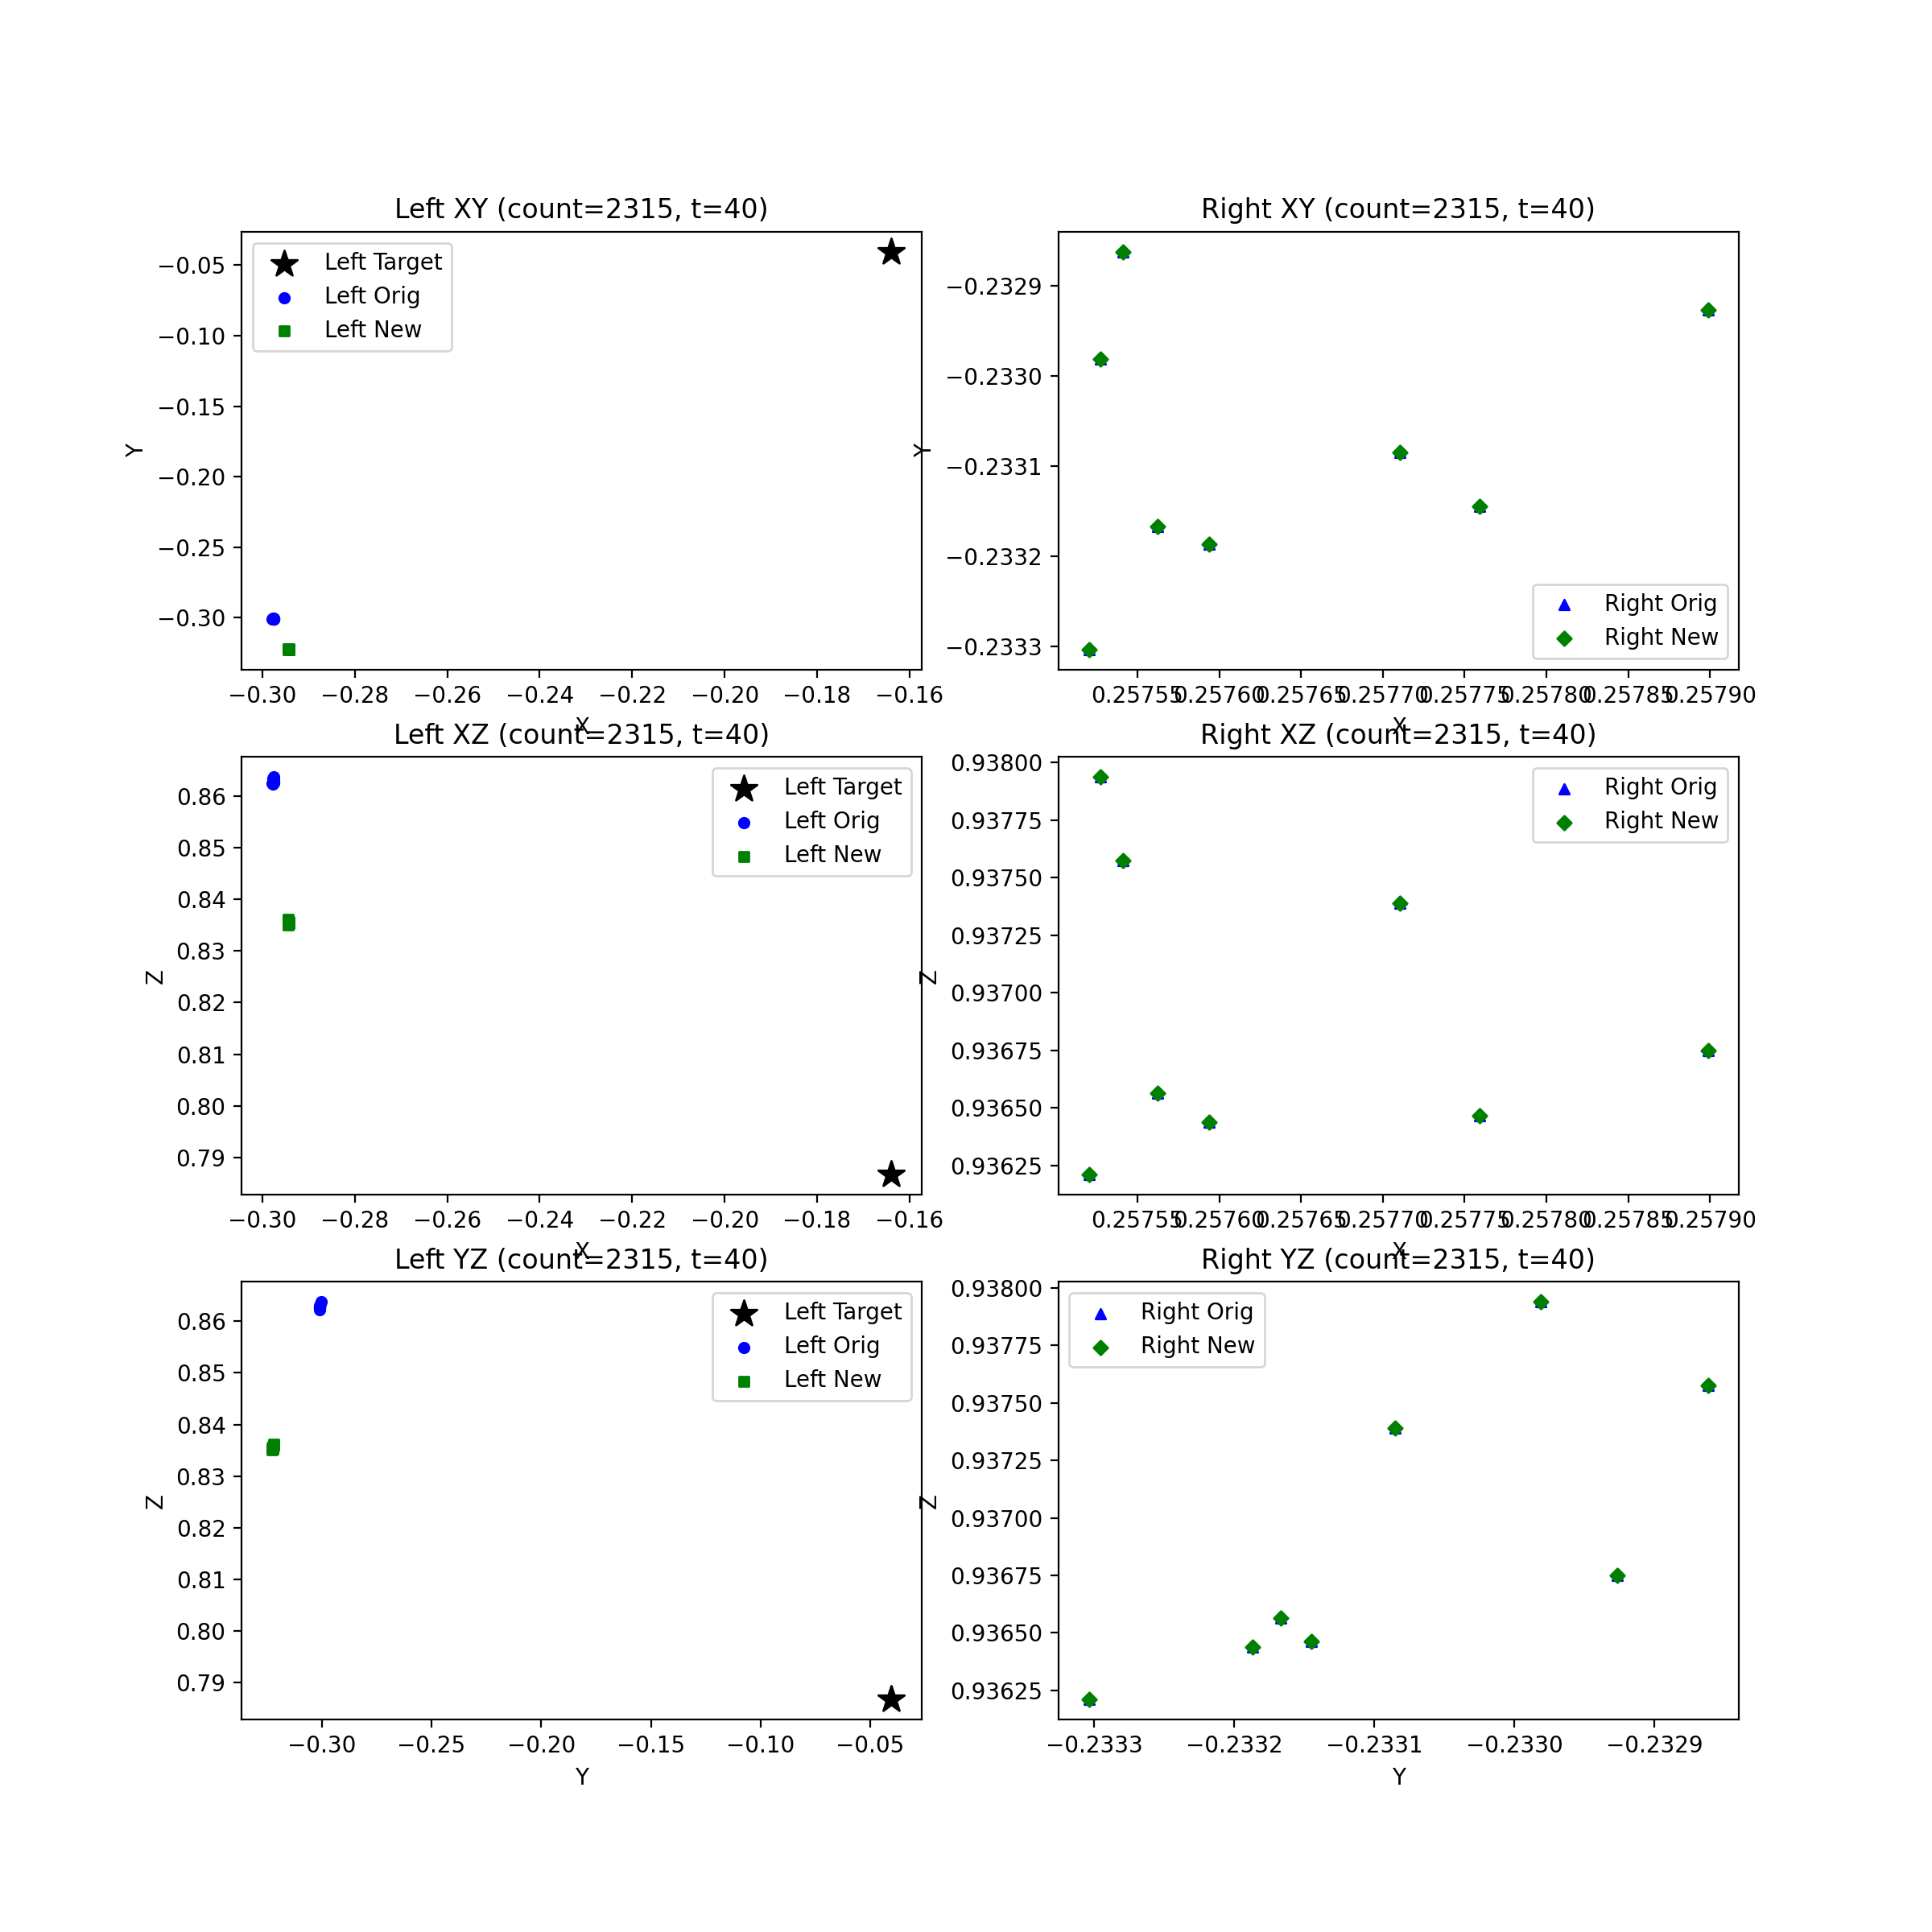 Left XY (count=2315, t=40)
Left Target
Left Orig
Left New
−0.05
−0.10
−0.15
−0.20
−0.25
−0.30
Y
−0.30 −0.28 −0.26 −0.24 −0.22 −0.20 −0.18 −0.16
X
Right XY (count=2315, t=40)
−0.2329
−0.2330
−0.2331
−0.2332
−0.2333
Y
Right Orig
Right New
0.25755 0.25760 0.25765 0.25770 0.25775 0.25780 0.25785 0.25790
X
Left XZ (count=2315, t=40)
Left Target
Left Orig
Left New
0.86
0.85
0.84
0.83
0.82
0.81
0.80
0.79
Z
−0.30 −0.28 −0.26 −0.24 −0.22 −0.20 −0.18 −0.16
X
Right XZ (count=2315, t=40)
Right Orig
Right New
0.93800
0.93775
0.93750
0.93725
0.93700
0.93675
0.93650
0.93625
Z
0.25755 0.25760 0.25765 0.25770 0.25775 0.25780 0.25785 0.25790
X
Left YZ (count=2315, t=40)
Left Target
Left Orig
Left New
0.86
0.85
0.84
0.83
0.82
0.81
0.80
0.79
Z
−0.30 −0.25 −0.20 −0.15 −0.10 −0.05
Y
Right YZ (count=2315, t=40)
Right Orig
Right New
0.93800
0.93775
0.93750
0.93725
0.93700
0.93675
0.93650
0.93625
Z
−0.2333 −0.2332 −0.2331 −0.2330 −0.2329
Y